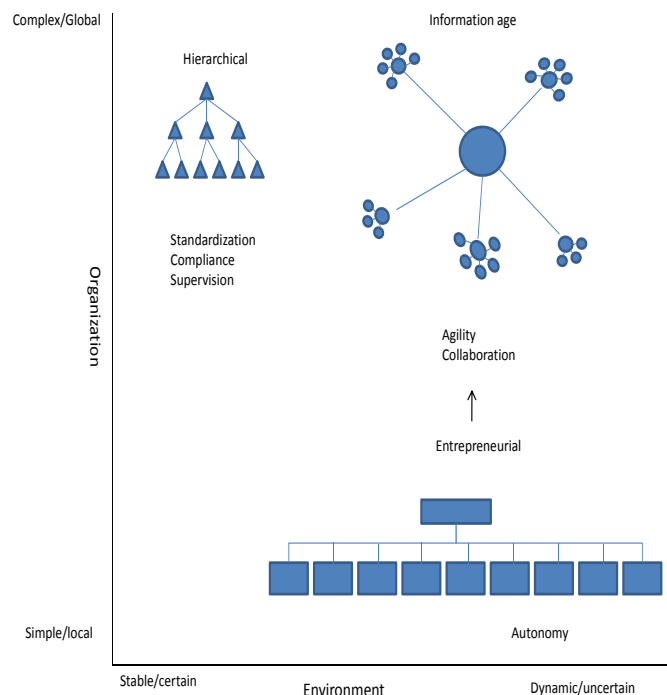 Complex/Global
Information age
Hierarchical
Standardization
Compliance
Supervision
Organization
Agility
Collaboration
Entrepreneurial
Simple/local
Autonomy
Stable/certain
Environment
Dynamic/uncertain